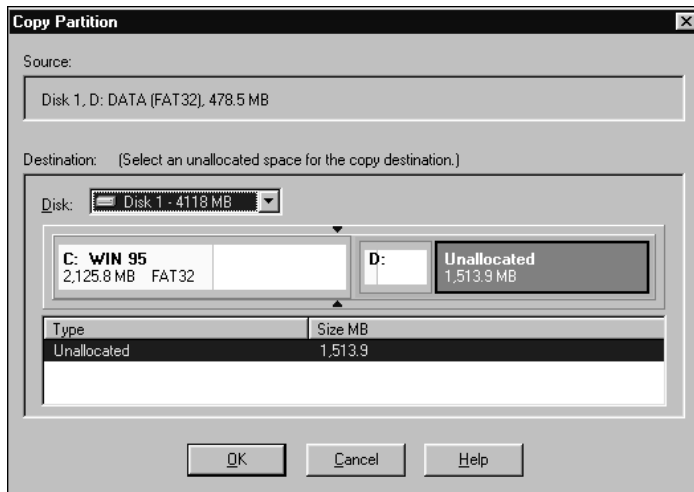 Copy Partition
Source:
Disk 1, D: DATA (FAT32), 478.5 MB
Destination: (Select an unallocated space for the copy destination.)
Disk: Disk 1 - 4118 MB
C: WIN 95
2,125.8 MB FAT32
D:
Unallocated
1,513.9 MB
Type Size MB
Unallocated 1,513.9
OK Cancel Help